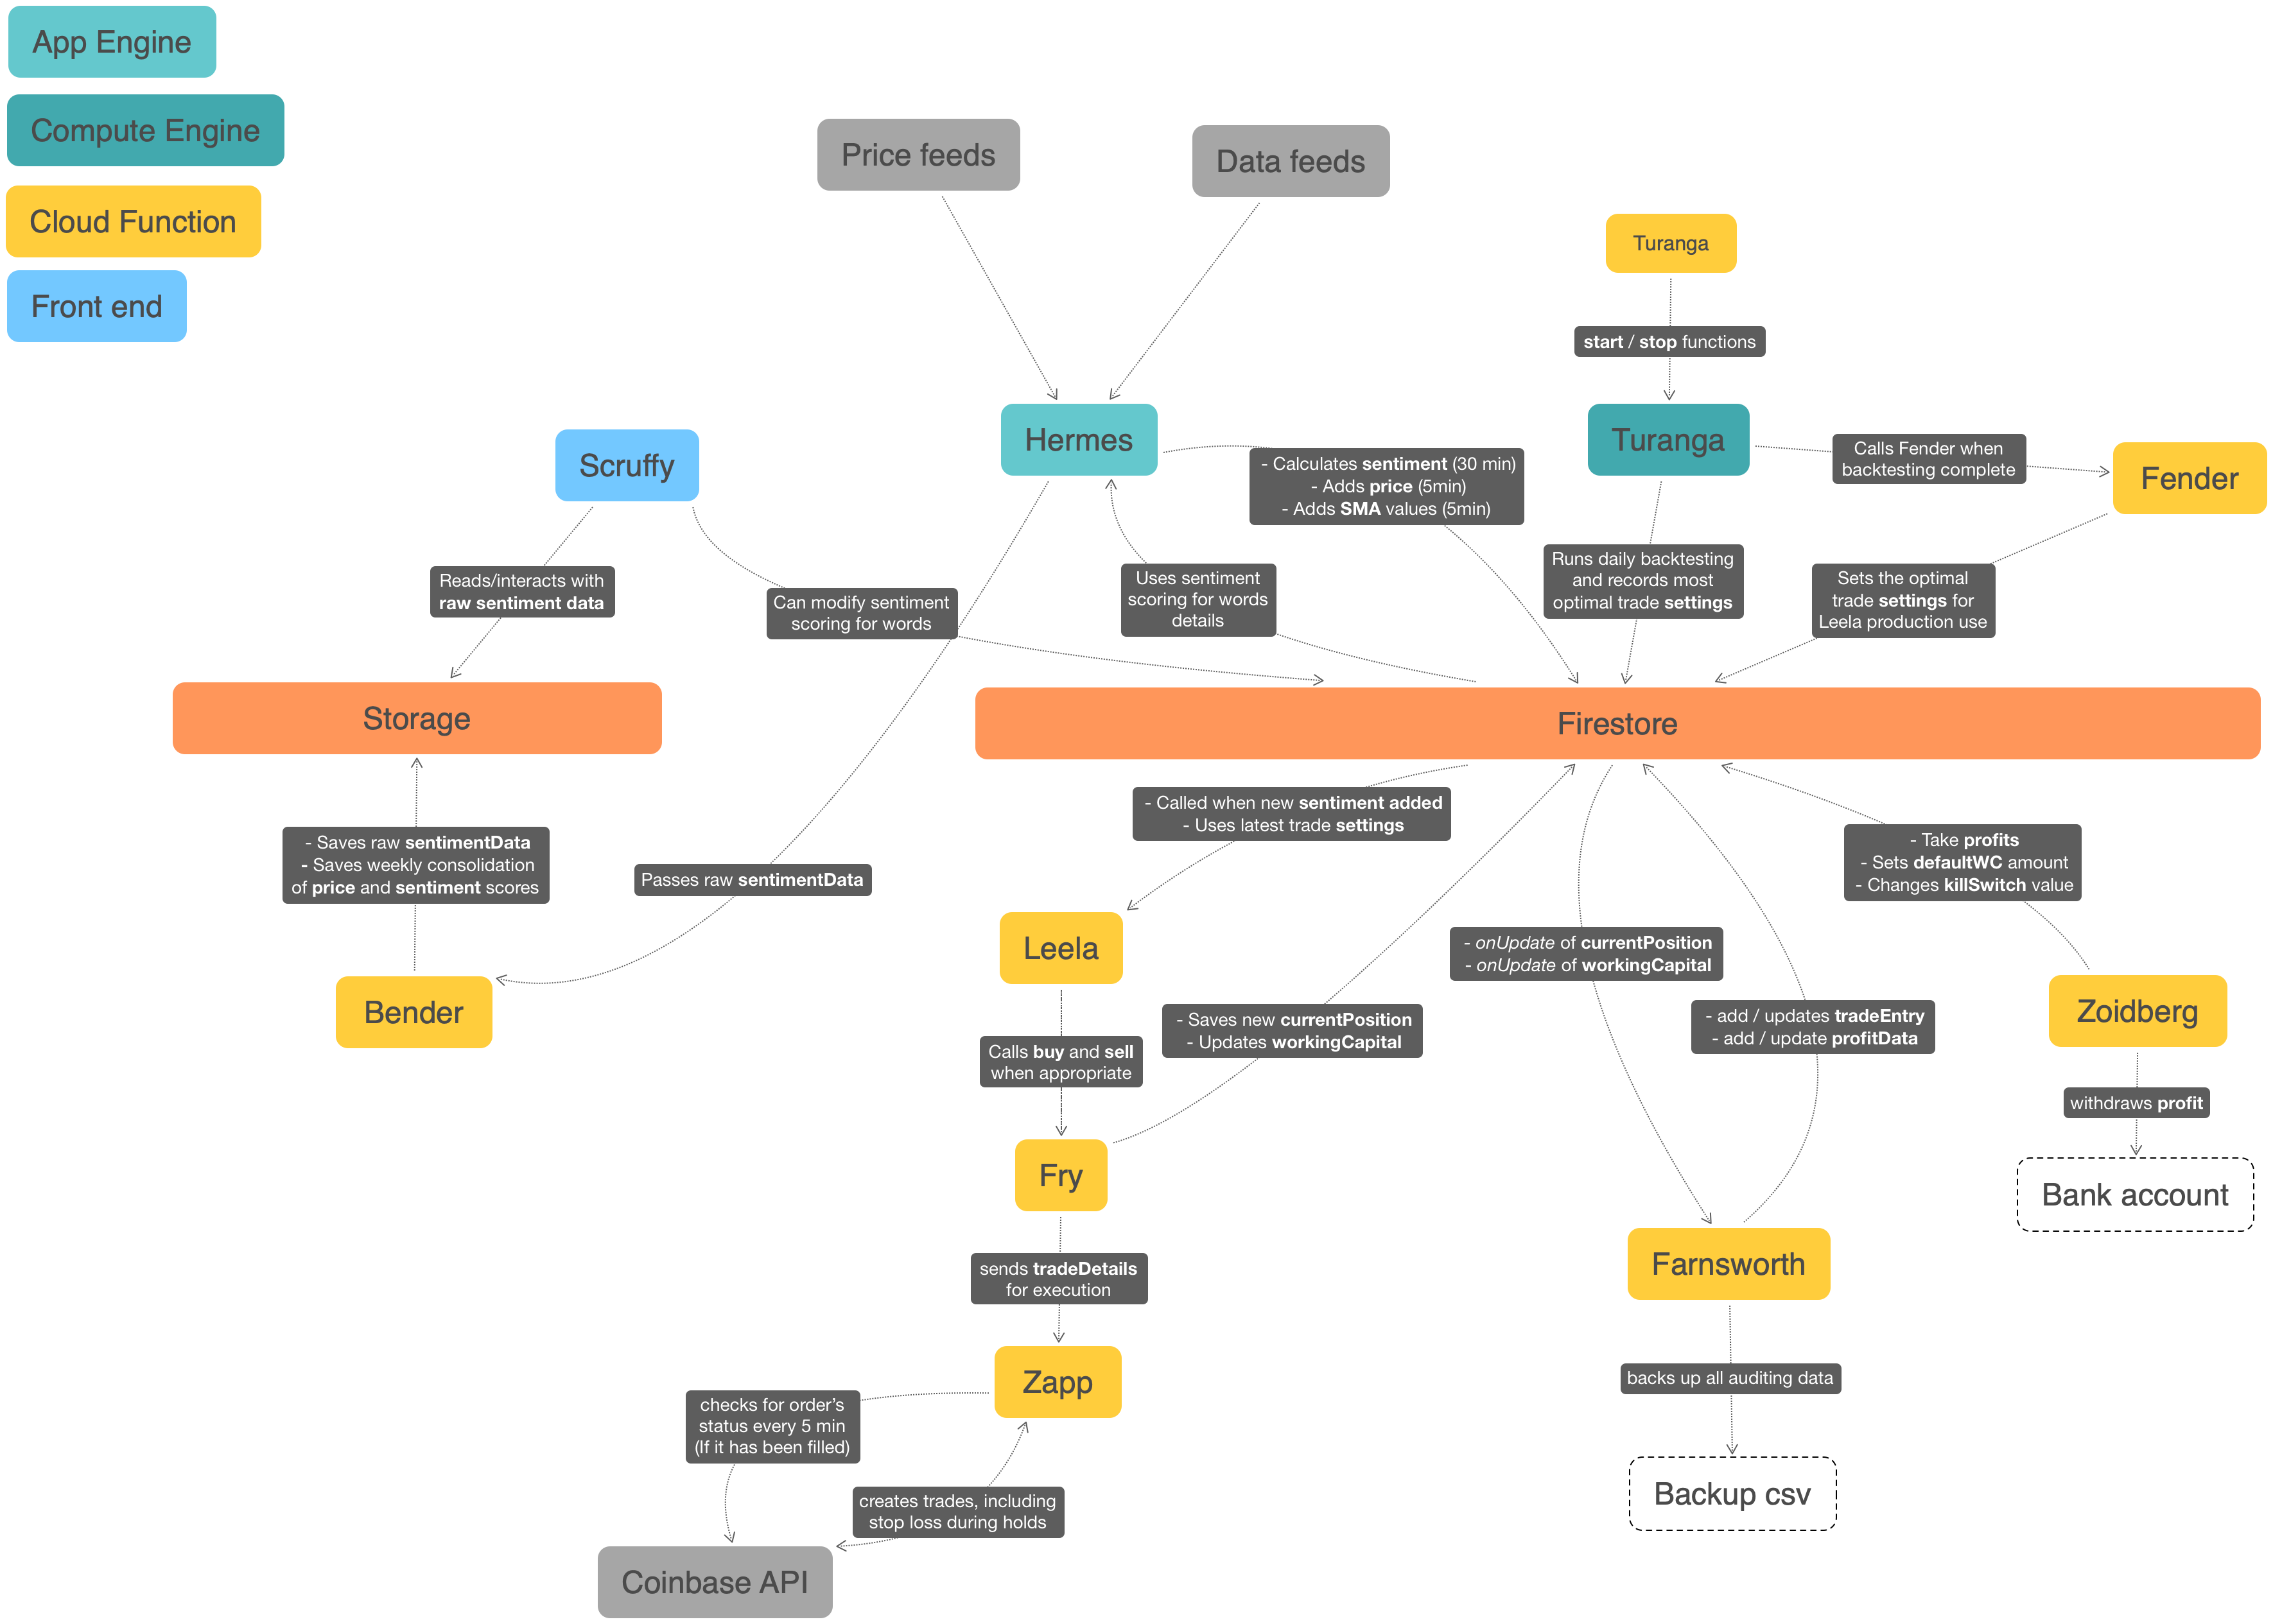 App Engine
Compute Engine
Cloud Function
Front end
Price feeds
Data feeds
Turanga
start / stop functions
Scruffy
Hermes
- Calculates sentiment (30 min)
- Adds price (5min)
- Adds SMA values (5min)
Turanga
Calls Fender when
backtesting complete
Fender
Reads/interacts with
raw sentiment data
Can modify sentiment
scoring for words
Uses sentiment
scoring for words
details
Runs daily backtesting
and records most
optimal trade settings
Sets the optimal
trade settings for
Leela production use
Storage
Firestore
- Saves raw sentimentData
- Saves weekly consolidation
of price and sentiment scores
Passes raw sentimentData
- Called when new sentiment added
- Uses latest trade settings
- Take profits
- Sets defaultWC amount
- Changes killSwitch value
Bender
Leela
- onUpdate of currentPosition
- onUpdate of workingCapital
Calls buy and sell
when appropriate
- Saves new currentPosition
- Updates workingCapital
- add / updates tradeEntry
- add / update profitData
Zoidberg
withdraws profit
Bank account
Fry
sends tradeDetails
for execution
Farnsworth
Zapp
backs up all auditing data
checks for order’s
status every 5 min
(If it has been filled)
creates trades, including
stop loss during holds
Backup csv
Coinbase API